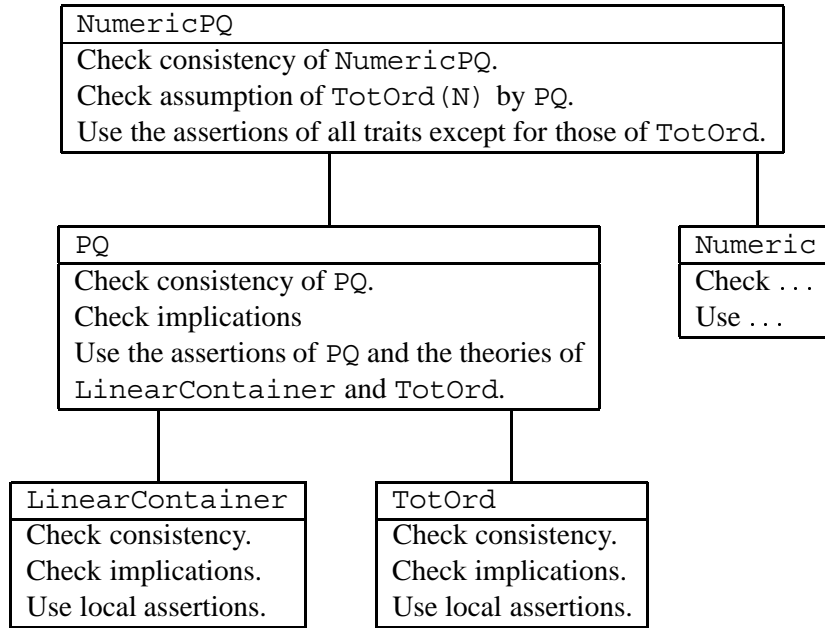 NumericPQ
Check consistency of NumericPQ.
Check assumption of TotOrd(N) by PQ.
Use the assertions of all traits except for those of TotOrd.
PQ
Check consistency of PQ.
Check implications
Use the assertions of PQ and the theories of
LinearContainer and TotOrd.
Numeric
Check ...
Use ...
LinearContainer
Check consistency.
Check implications.
Use local assertions.
TotOrd
Check consistency.
Check implications.
Use local assertions.